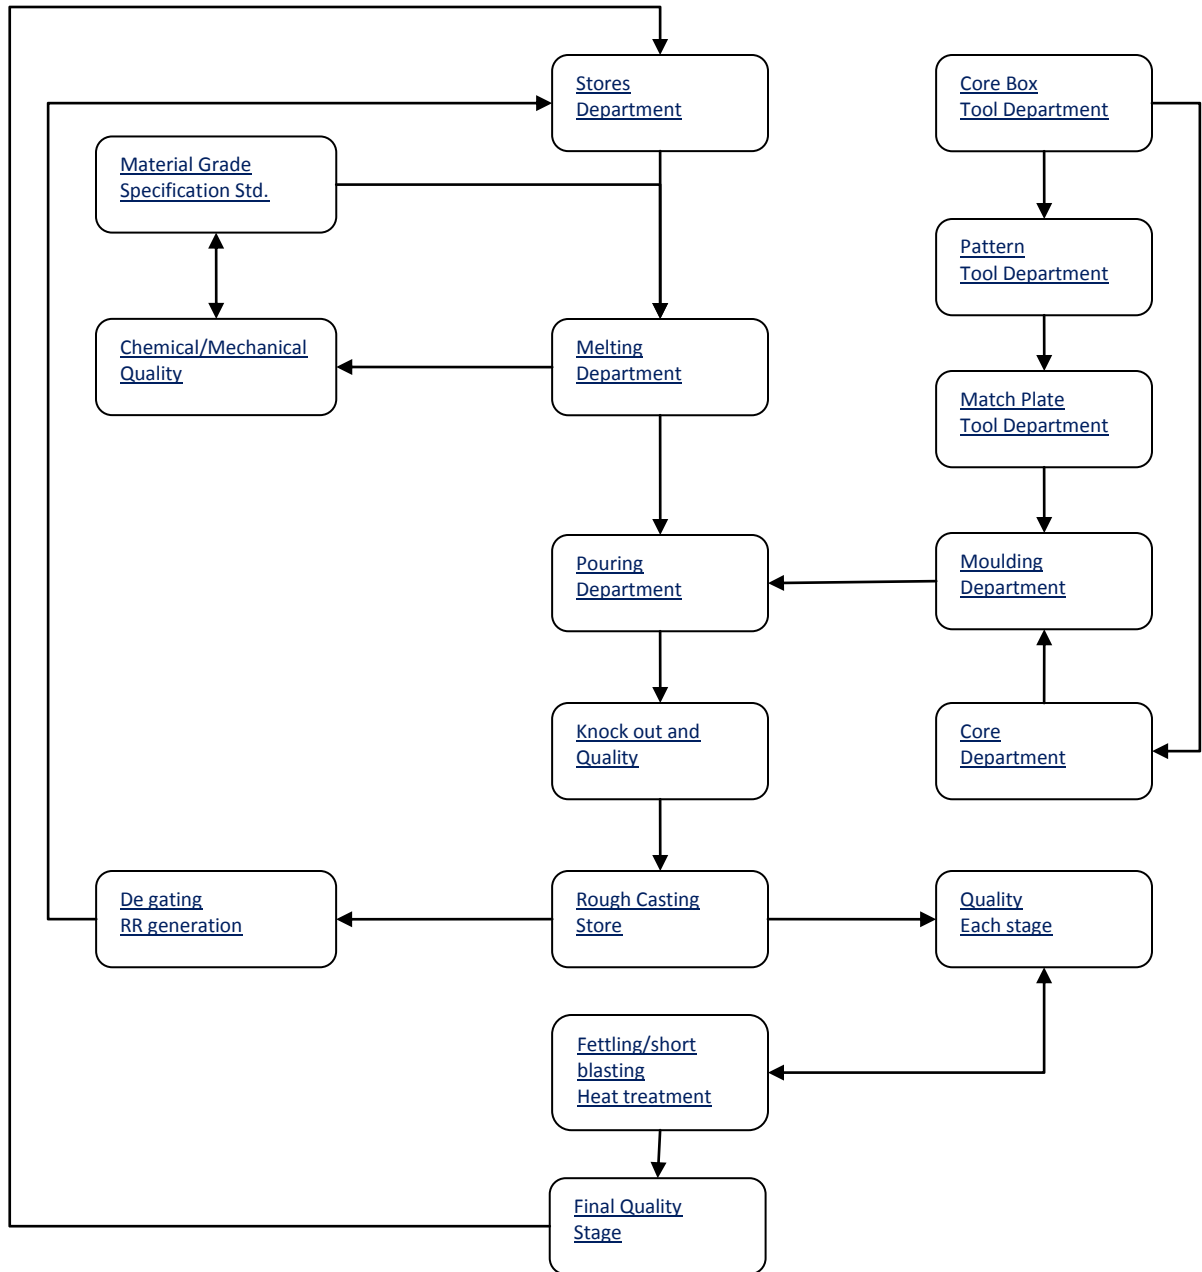 Stores
Department
Core Box
Tool Department
Material Grade
Specification Std.
Pattern
Tool Department
Chemical/Mechanical
Quality
Melting
Department
Match Plate
Tool Department
Pouring
Department
Moulding
Department
Knock out and
Quality
Core
Department
De gating
RR generation
Rough Casting
Store
Quality
Each stage
Fettling/short
blasting
Heat treatment
Final Quality
Stage